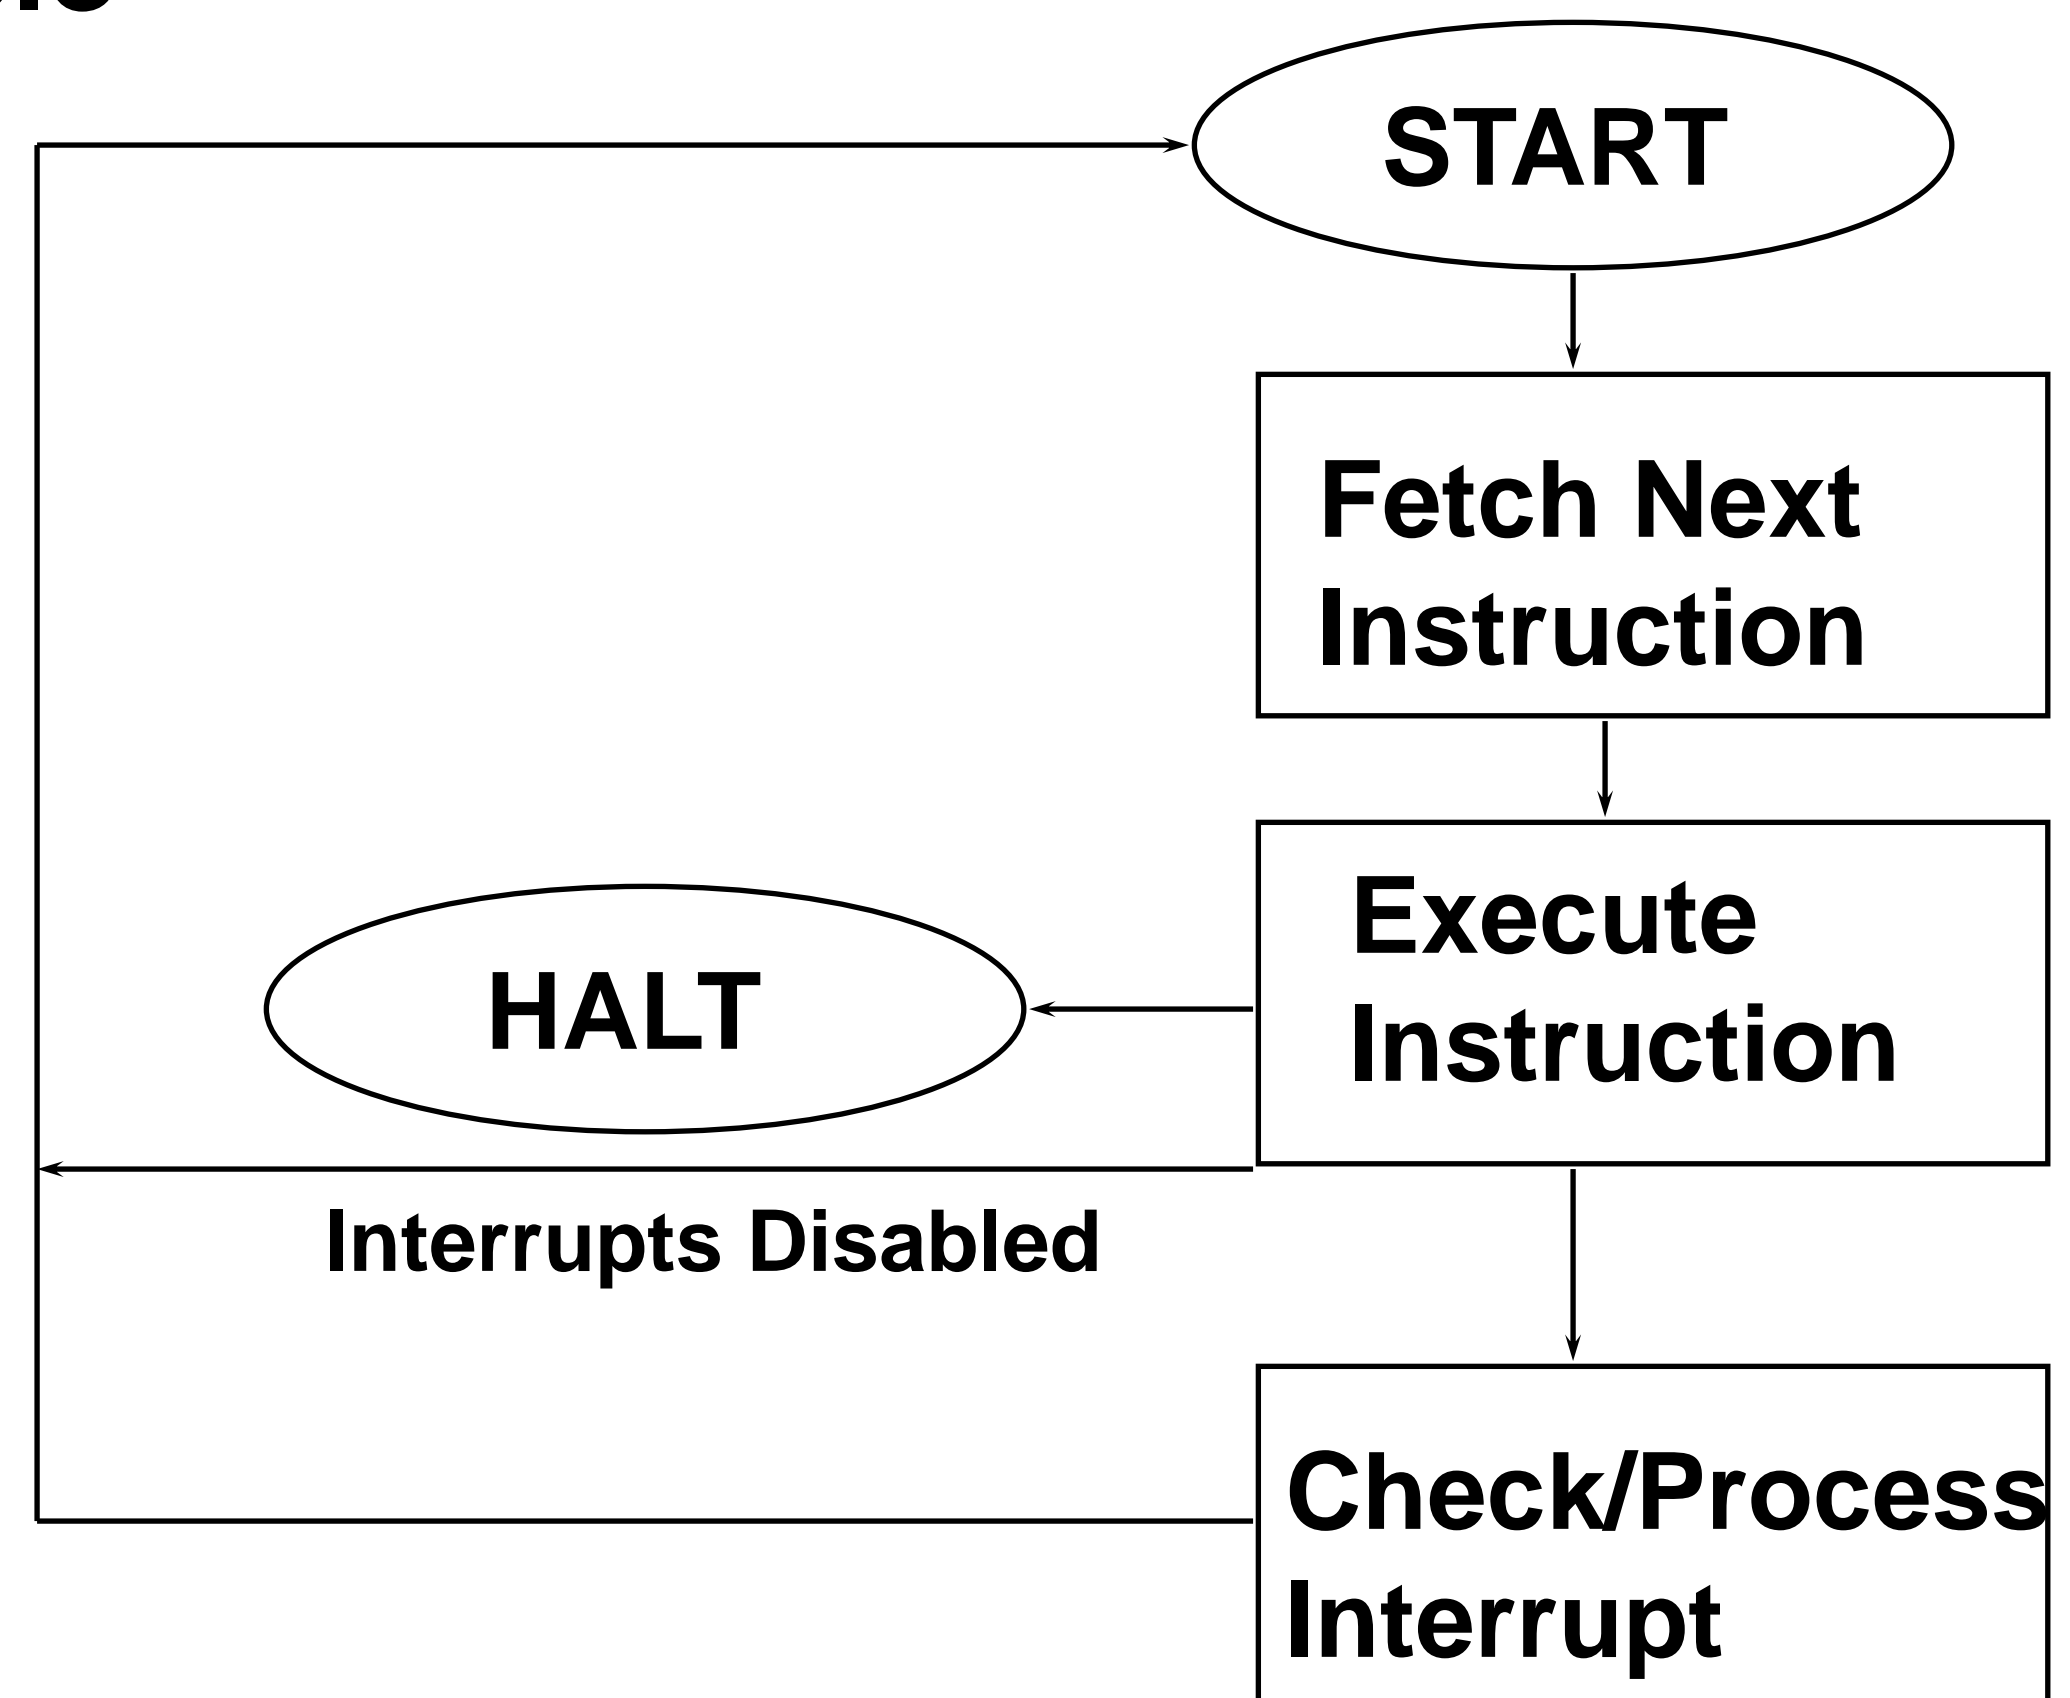 START
Fetch Next
Instruction
Execute
Instruction
HALT
Interrupts Disabled
Check/Process
Interrupt